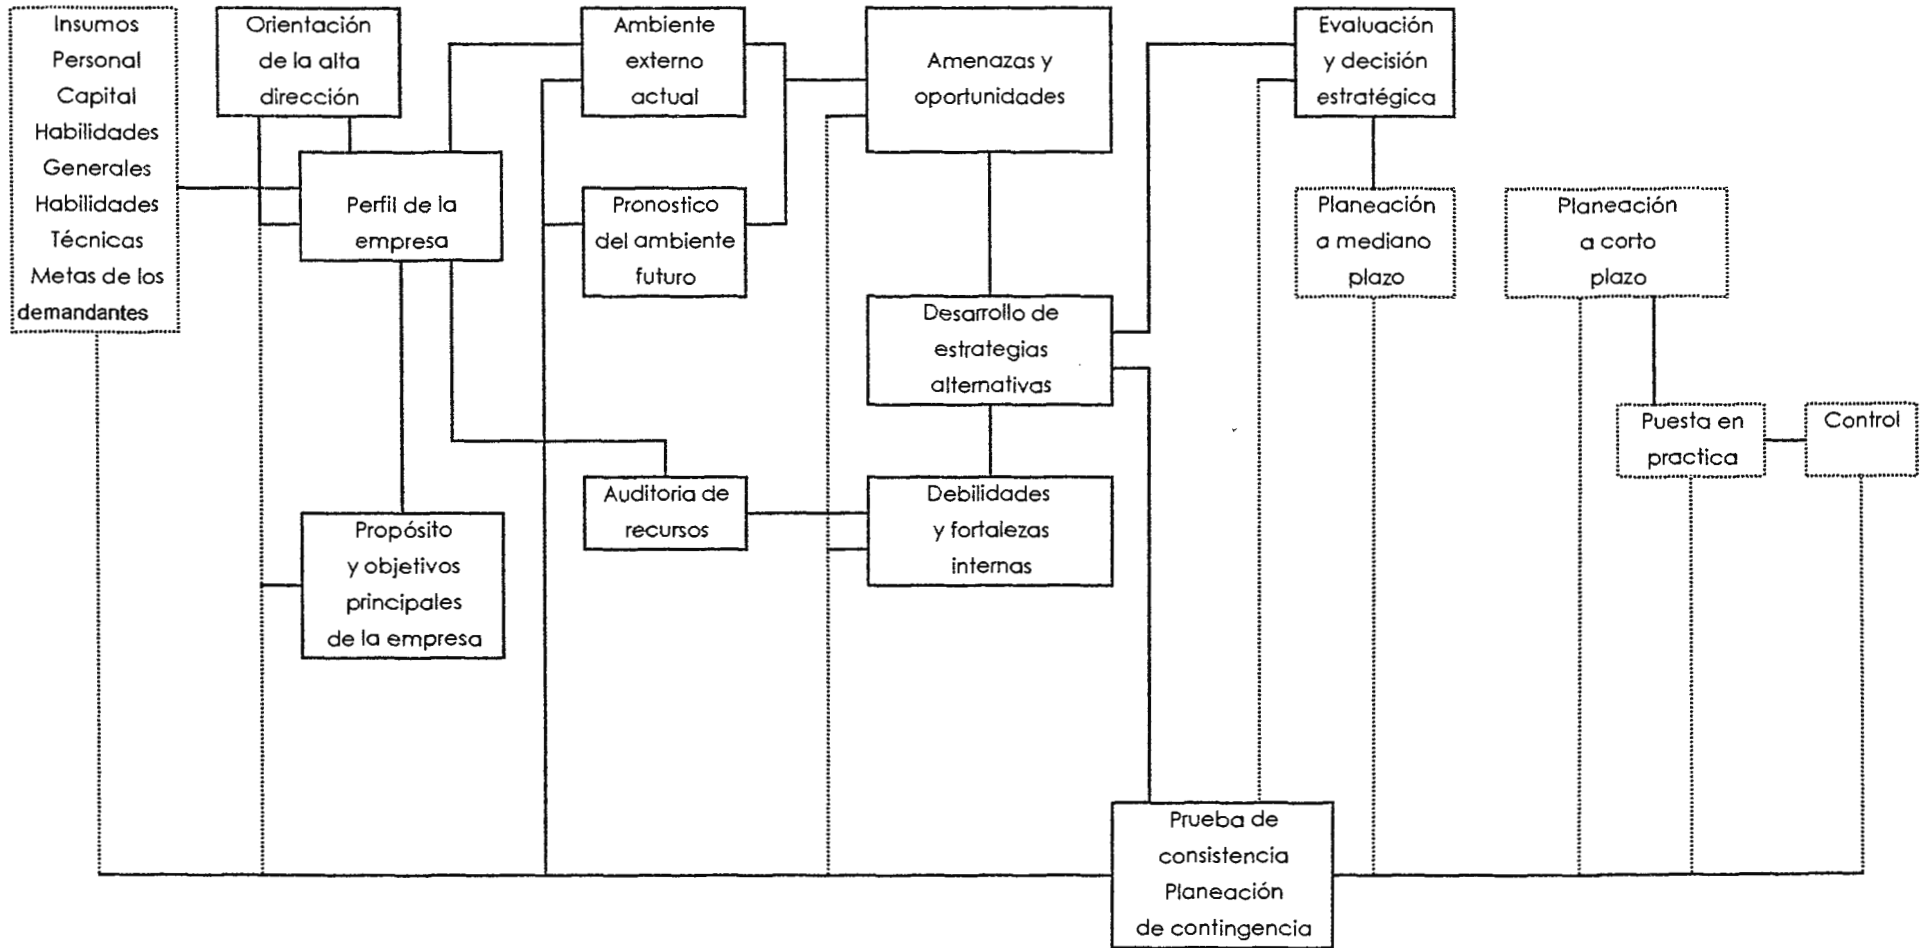 Insumos
Personal
Capital
Habilidades
Generales
Habilidades
Técnicas
Metas de los
demandantes
Orientación
de la alta
dirección
Perfil de la
empresa
Propósito
y objetivos
principales
de la empresa
Ambiente
externo
actual
Pronostico
del ambiente
futuro
Auditoria de
recursos
Amenazas y
oportunidades
Desarrollo de
estrategias
alternativas
Debilidades
y fortalezas
internas
Evaluación
y decisión
estratégica
Planeación
a mediano
plazo
Planeación
a corto
plazo
Puesta en
practica
Control
Prueba de
consistencia
Planeación
de contingencia